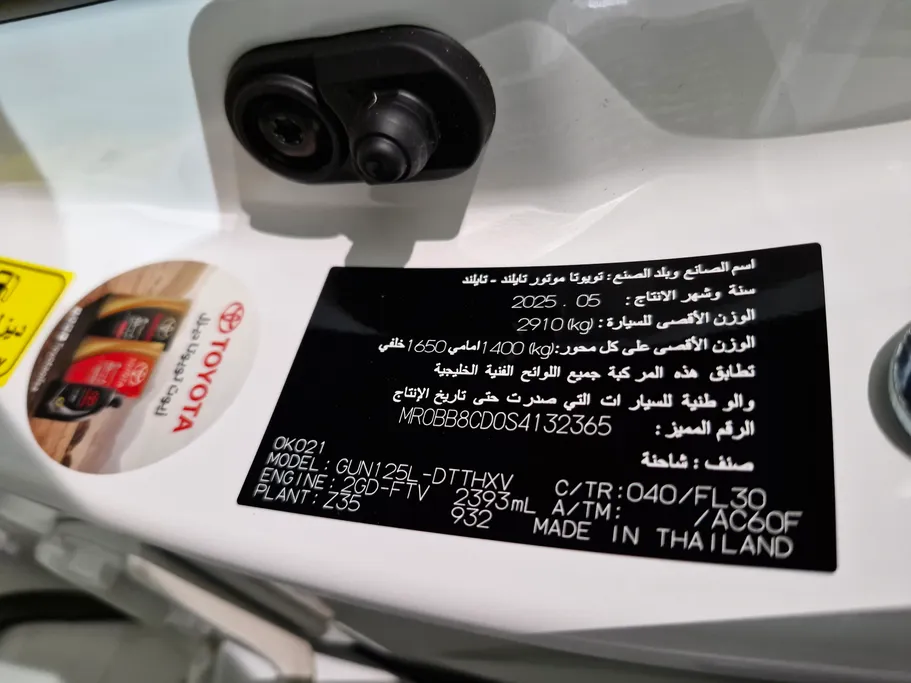 اسم الصانع وبلد الصنع: تويوتا موتور تايلند - تايلند
سنة وشهر الانتاج: 2025 . 05
الوزن الأقصى للسيارة: 2910 (kg)
الوزن الأقصى على كل محور: (kg) 1400 امامي 1650 خلفي
تطابق هذه المركبة جميع اللوائح الفنية الخليجية
والوطنية للسيارات التي صدرت حتى تاريخ الإنتاج
الرقم المميز: MR0BB8CD0S4132365
صنف: شاحنة
OK021
MODEL: GUN125L-DTTHXV C/TR: 040/FL30
ENGINE: 2GD-FTV 2393mL A/TM: /AC60F
PLANT: Z35 932 MADE IN THAILAND
TOYOTA